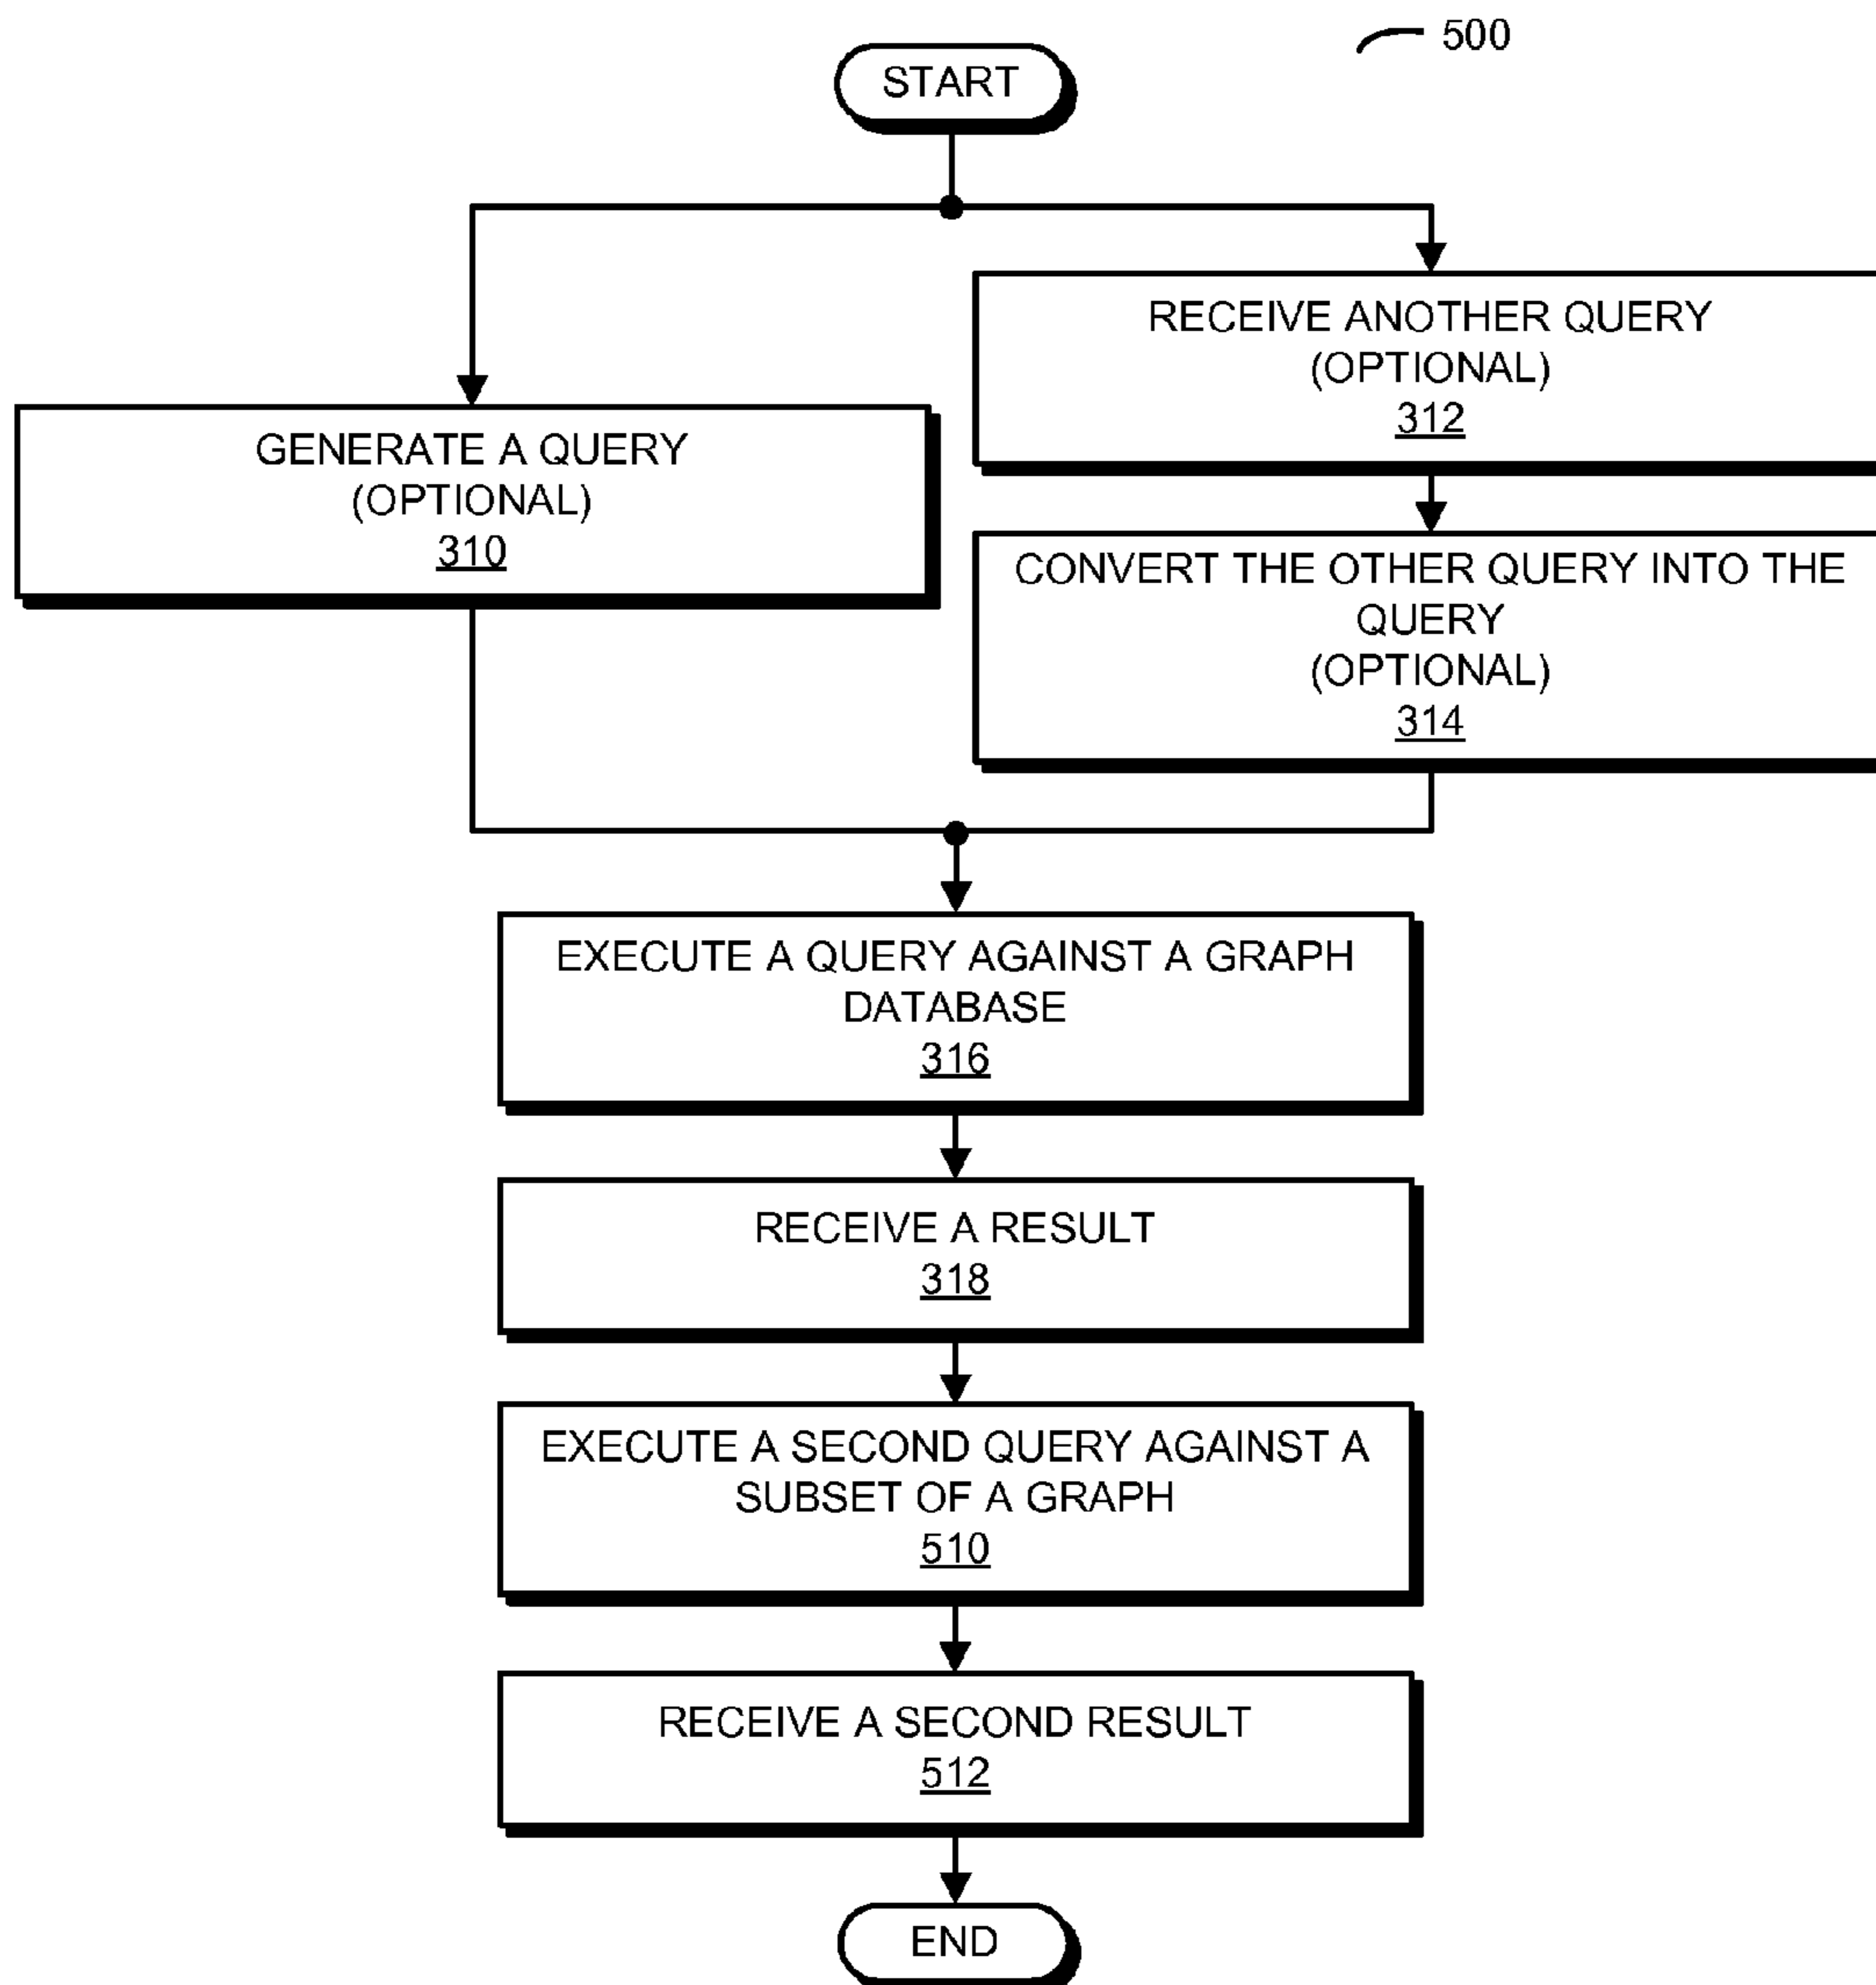 500
START
RECEIVE ANOTHER QUERY
(OPTIONAL)
312
GENERATE A QUERY
(OPTIONAL)
310
CONVERT THE OTHER QUERY INTO THE
QUERY
(OPTIONAL)
314
EXECUTE A QUERY AGAINST A GRAPH
DATABASE
316
RECEIVE A RESULT
318
EXECUTE A SECOND QUERY AGAINST A
SUBSET OF A GRAPH
510
RECEIVE A SECOND RESULT
512
END